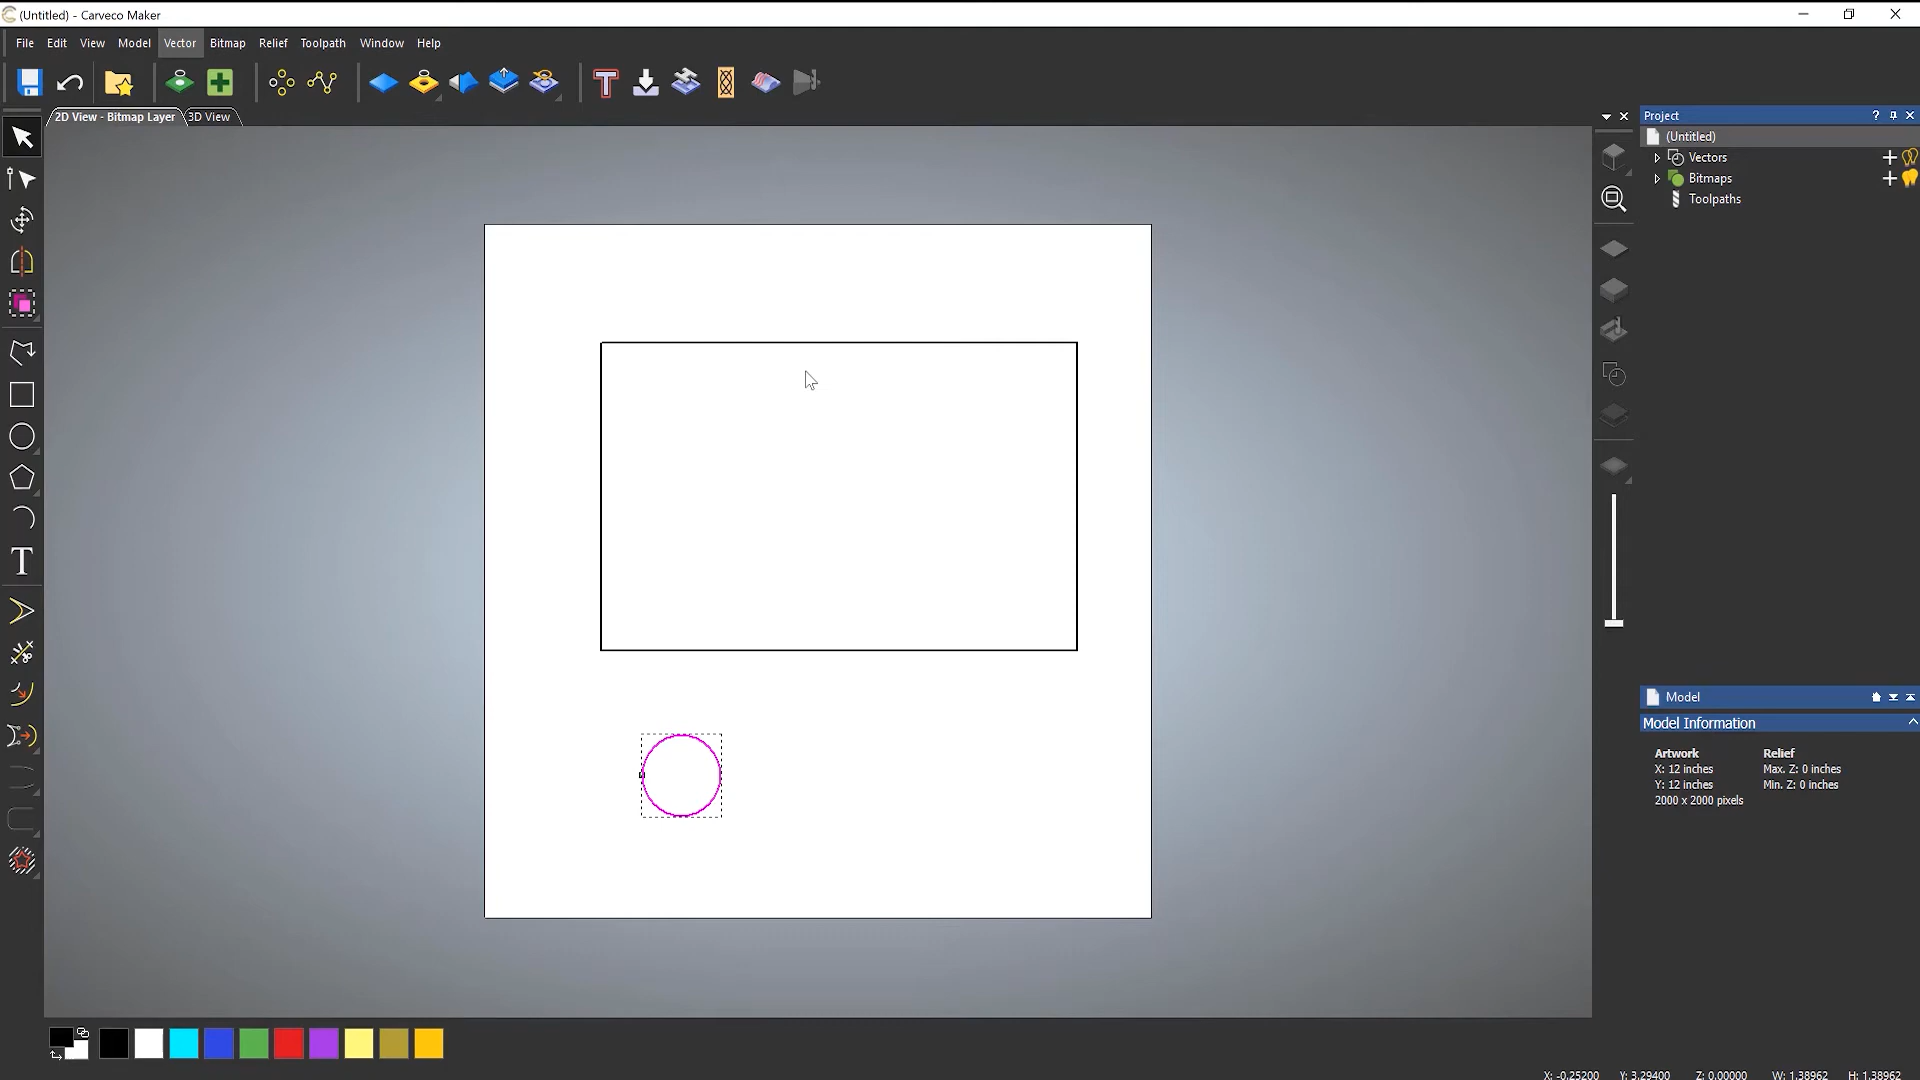 (Untitled) - Carveco Maker
File Edit View Model Vector Bitmap Relief Toolpath Window Help
2D View - Bitmap Layer 3D View
Project
(Untitled)
Vectors
Bitmaps
Toolpaths
Model
Model Information
Artwork Relief
X: 12 inches Max. Z: 0 inches
Y: 12 inches Min. Z: 0 inches
2000 x 2000 pixels
X: -0.25200 Y: 3.29400 Z: 0.00000 W: 1.38962 H: 1.38962